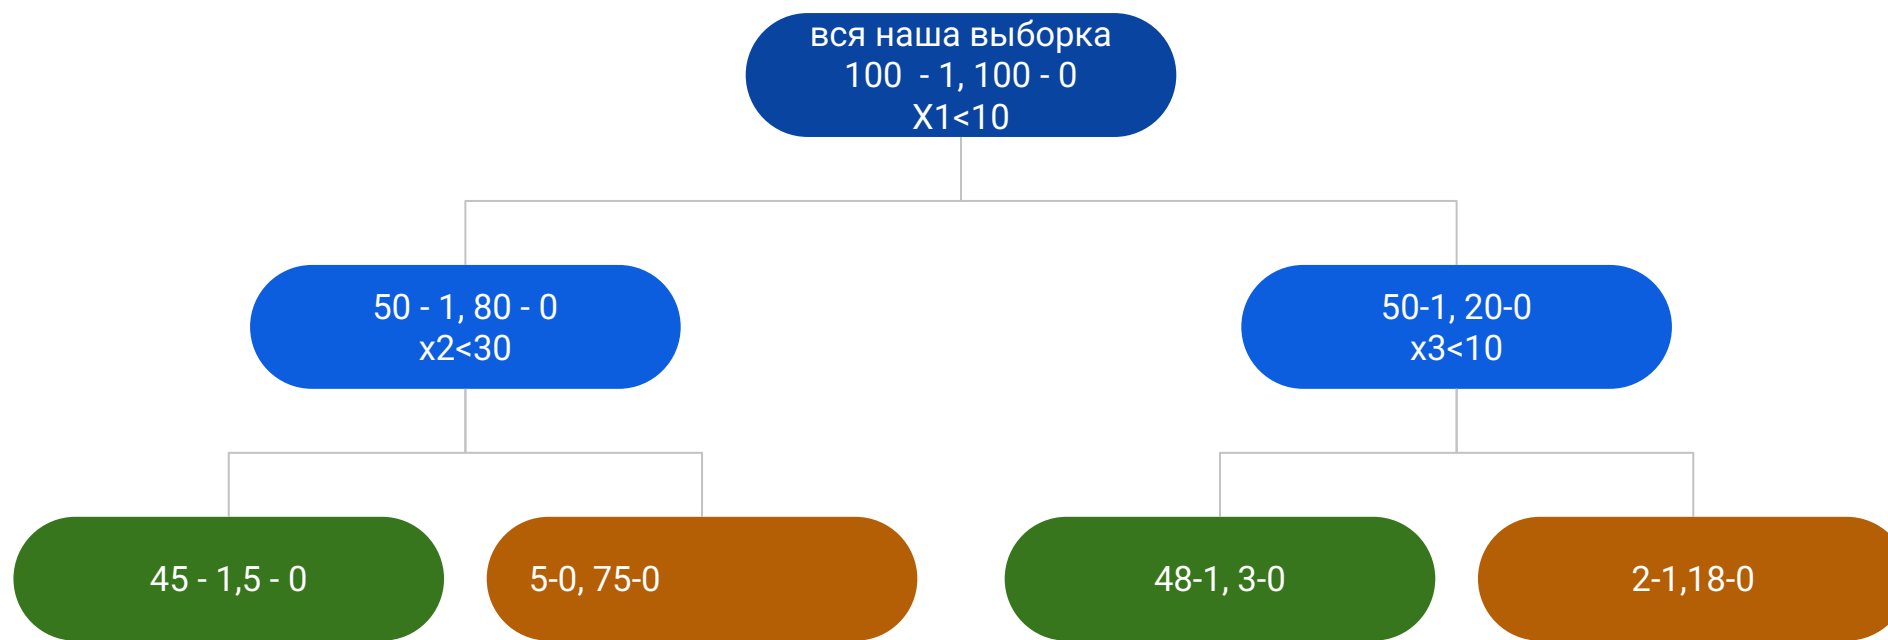 вся наша выборка
100  - 1, 100 - 0
X1<10
50 - 1, 80 - 0
x2<30
50-1, 20-0
x3<10
45 - 1,5 - 0
5-0, 75-0
48-1, 3-0
2-1,18-0